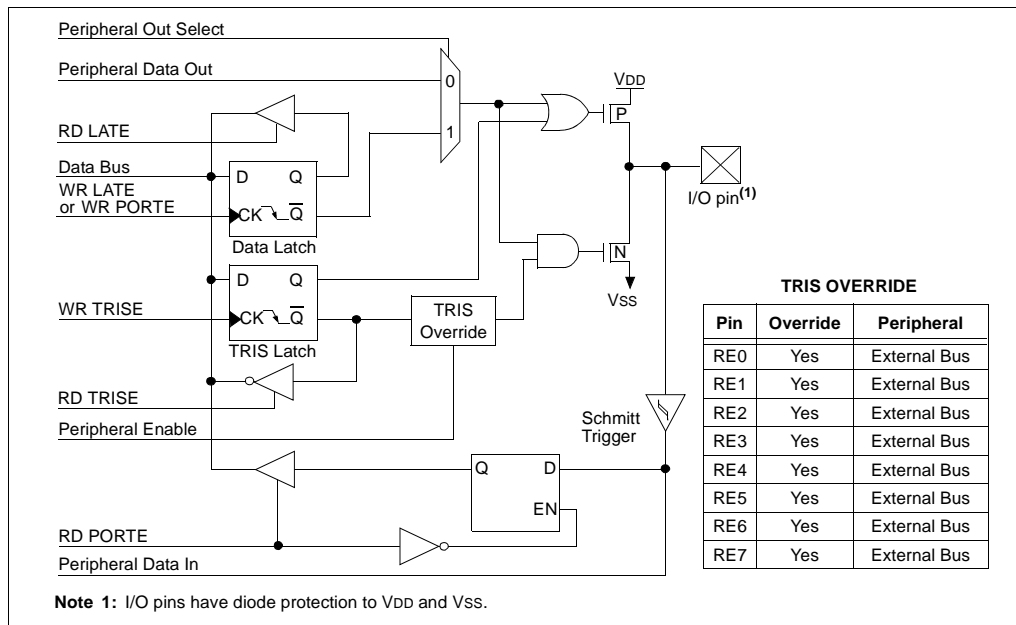 Peripheral Out Select
Peripheral Data Out
0
1
RD LATE
Data Bus
WR LATE
or WR PORTE
D Q
CK Q̅
Data Latch
VDD
P
I/O pin(1)
N
VSS
D Q
CK Q̅
TRIS Latch
WR TRISE
TRIS
Override
RD TRISE
Peripheral Enable
Schmitt
Trigger
Q D
EN
RD PORTE
Peripheral Data In
TRIS OVERRIDE
Pin Override Peripheral
RE0 Yes External Bus
RE1 Yes External Bus
RE2 Yes External Bus
RE3 Yes External Bus
RE4 Yes External Bus
RE5 Yes External Bus
RE6 Yes External Bus
RE7 Yes External Bus
Note 1: I/O pins have diode protection to VDD and VSS.